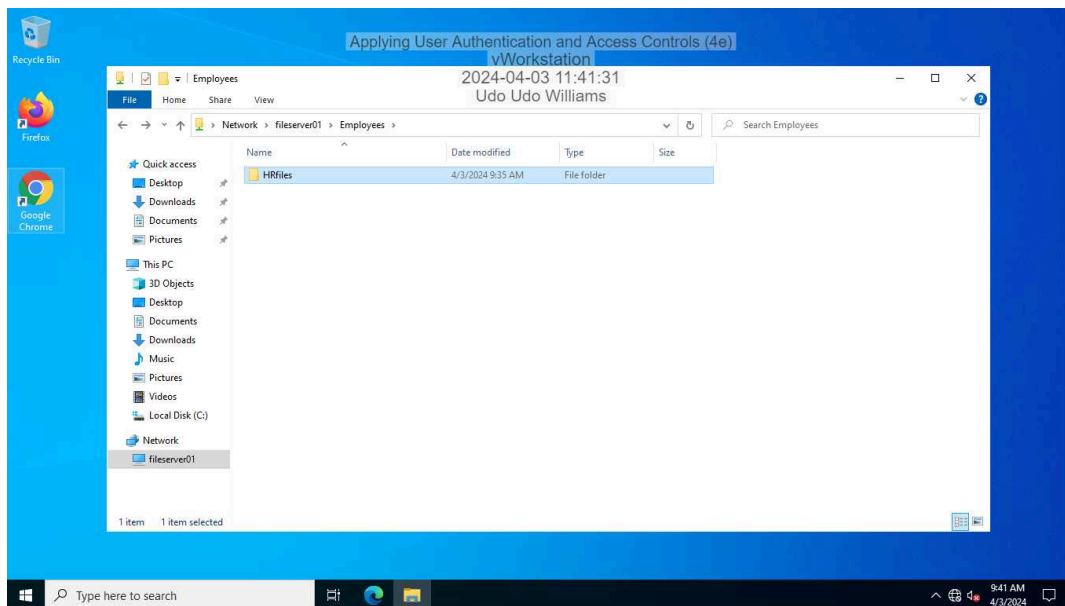 Applying User Authentication and Access Controls (4e)
vWorkstation
2024-04-03 11:41:31
Udo Udo Williams
Recycle Bin
Firefox
Google
Chrome
Employees
File Home Share View
Network > fileserver01 > Employees >
Search Employees
Name Date modified Type Size
HRfiles 4/3/2024 9:35 AM File folder
Quick access
Desktop
Downloads
Documents
Pictures
This PC
3D Objects
Desktop
Documents
Downloads
Music
Pictures
Videos
Local Disk (C:)
Network
fileserver01
1 item 1 item selected
Type here to search
9:41 AM
4/3/2024